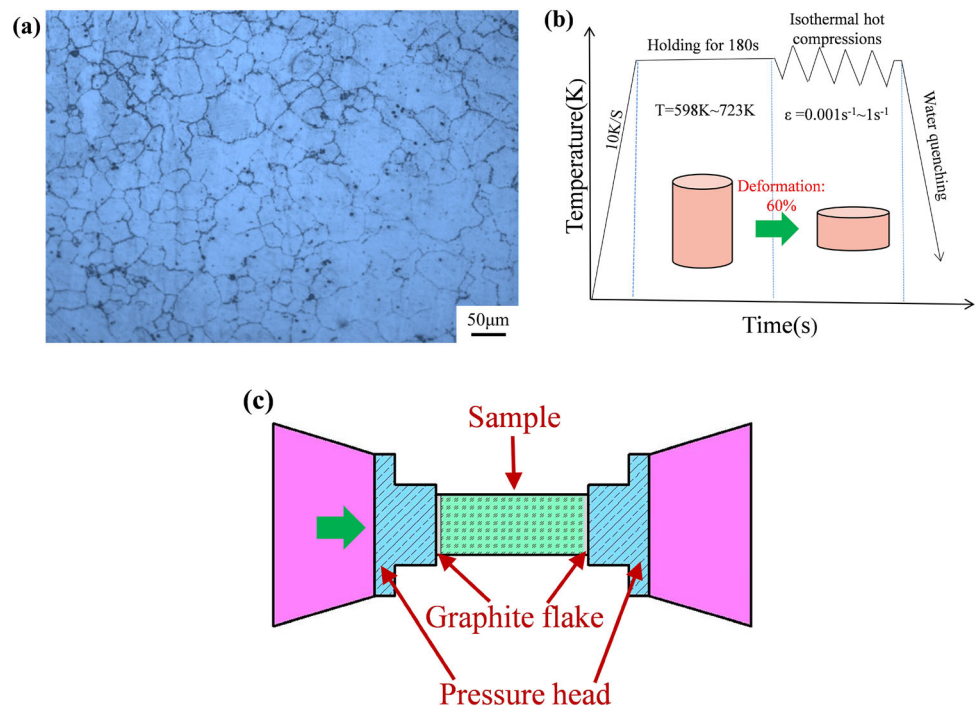 (a)
50μm
(b)
Isothermal hot
compressions
Holding for 180s
T=598K~723K
ε =0.001s⁻¹~1s⁻¹
10K/S
Water quenching
Deformation:
60%
Temperature(K)
Time(s)
(c)
Sample
Graphite flake
Pressure head